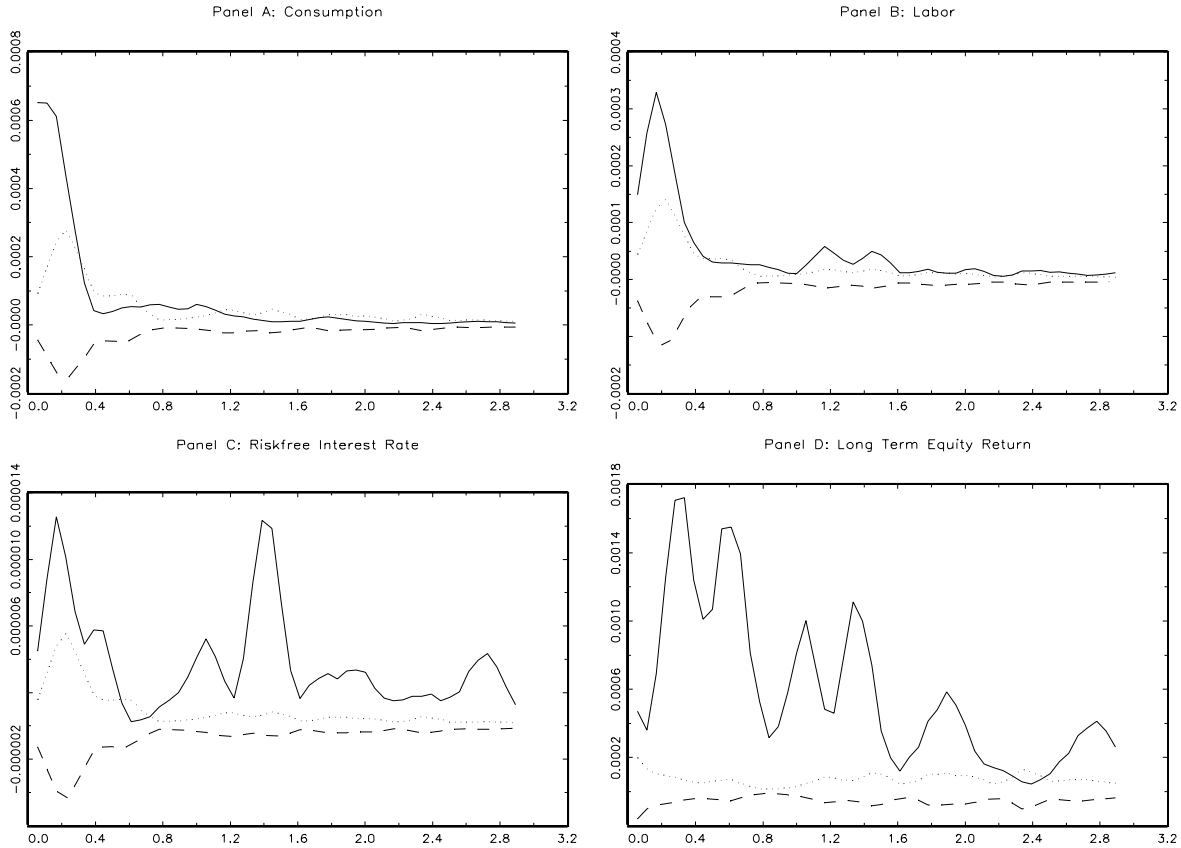 Panel A: Consumption
0.0008
0.0006
0.0004
0.0002
-0.0000
-0.0002
0.0 0.4 0.8 1.2 1.6 2.0 2.4 2.8 3.2
Panel B: Labor
0.0004
0.0003
0.0002
0.0001
-0.0000
-0.0002
0.0 0.4 0.8 1.2 1.6 2.0 2.4 2.8 3.2
Panel C: Riskfree Interest Rate
0.000014
0.000010
0.000006
-0.000002
0.0 0.4 0.8 1.2 1.6 2.0 2.4 2.8 3.2
Panel D: Long Term Equity Return
0.0018
0.0014
0.0010
0.0006
0.0002
0.0 0.4 0.8 1.2 1.6 2.0 2.4 2.8 3.2